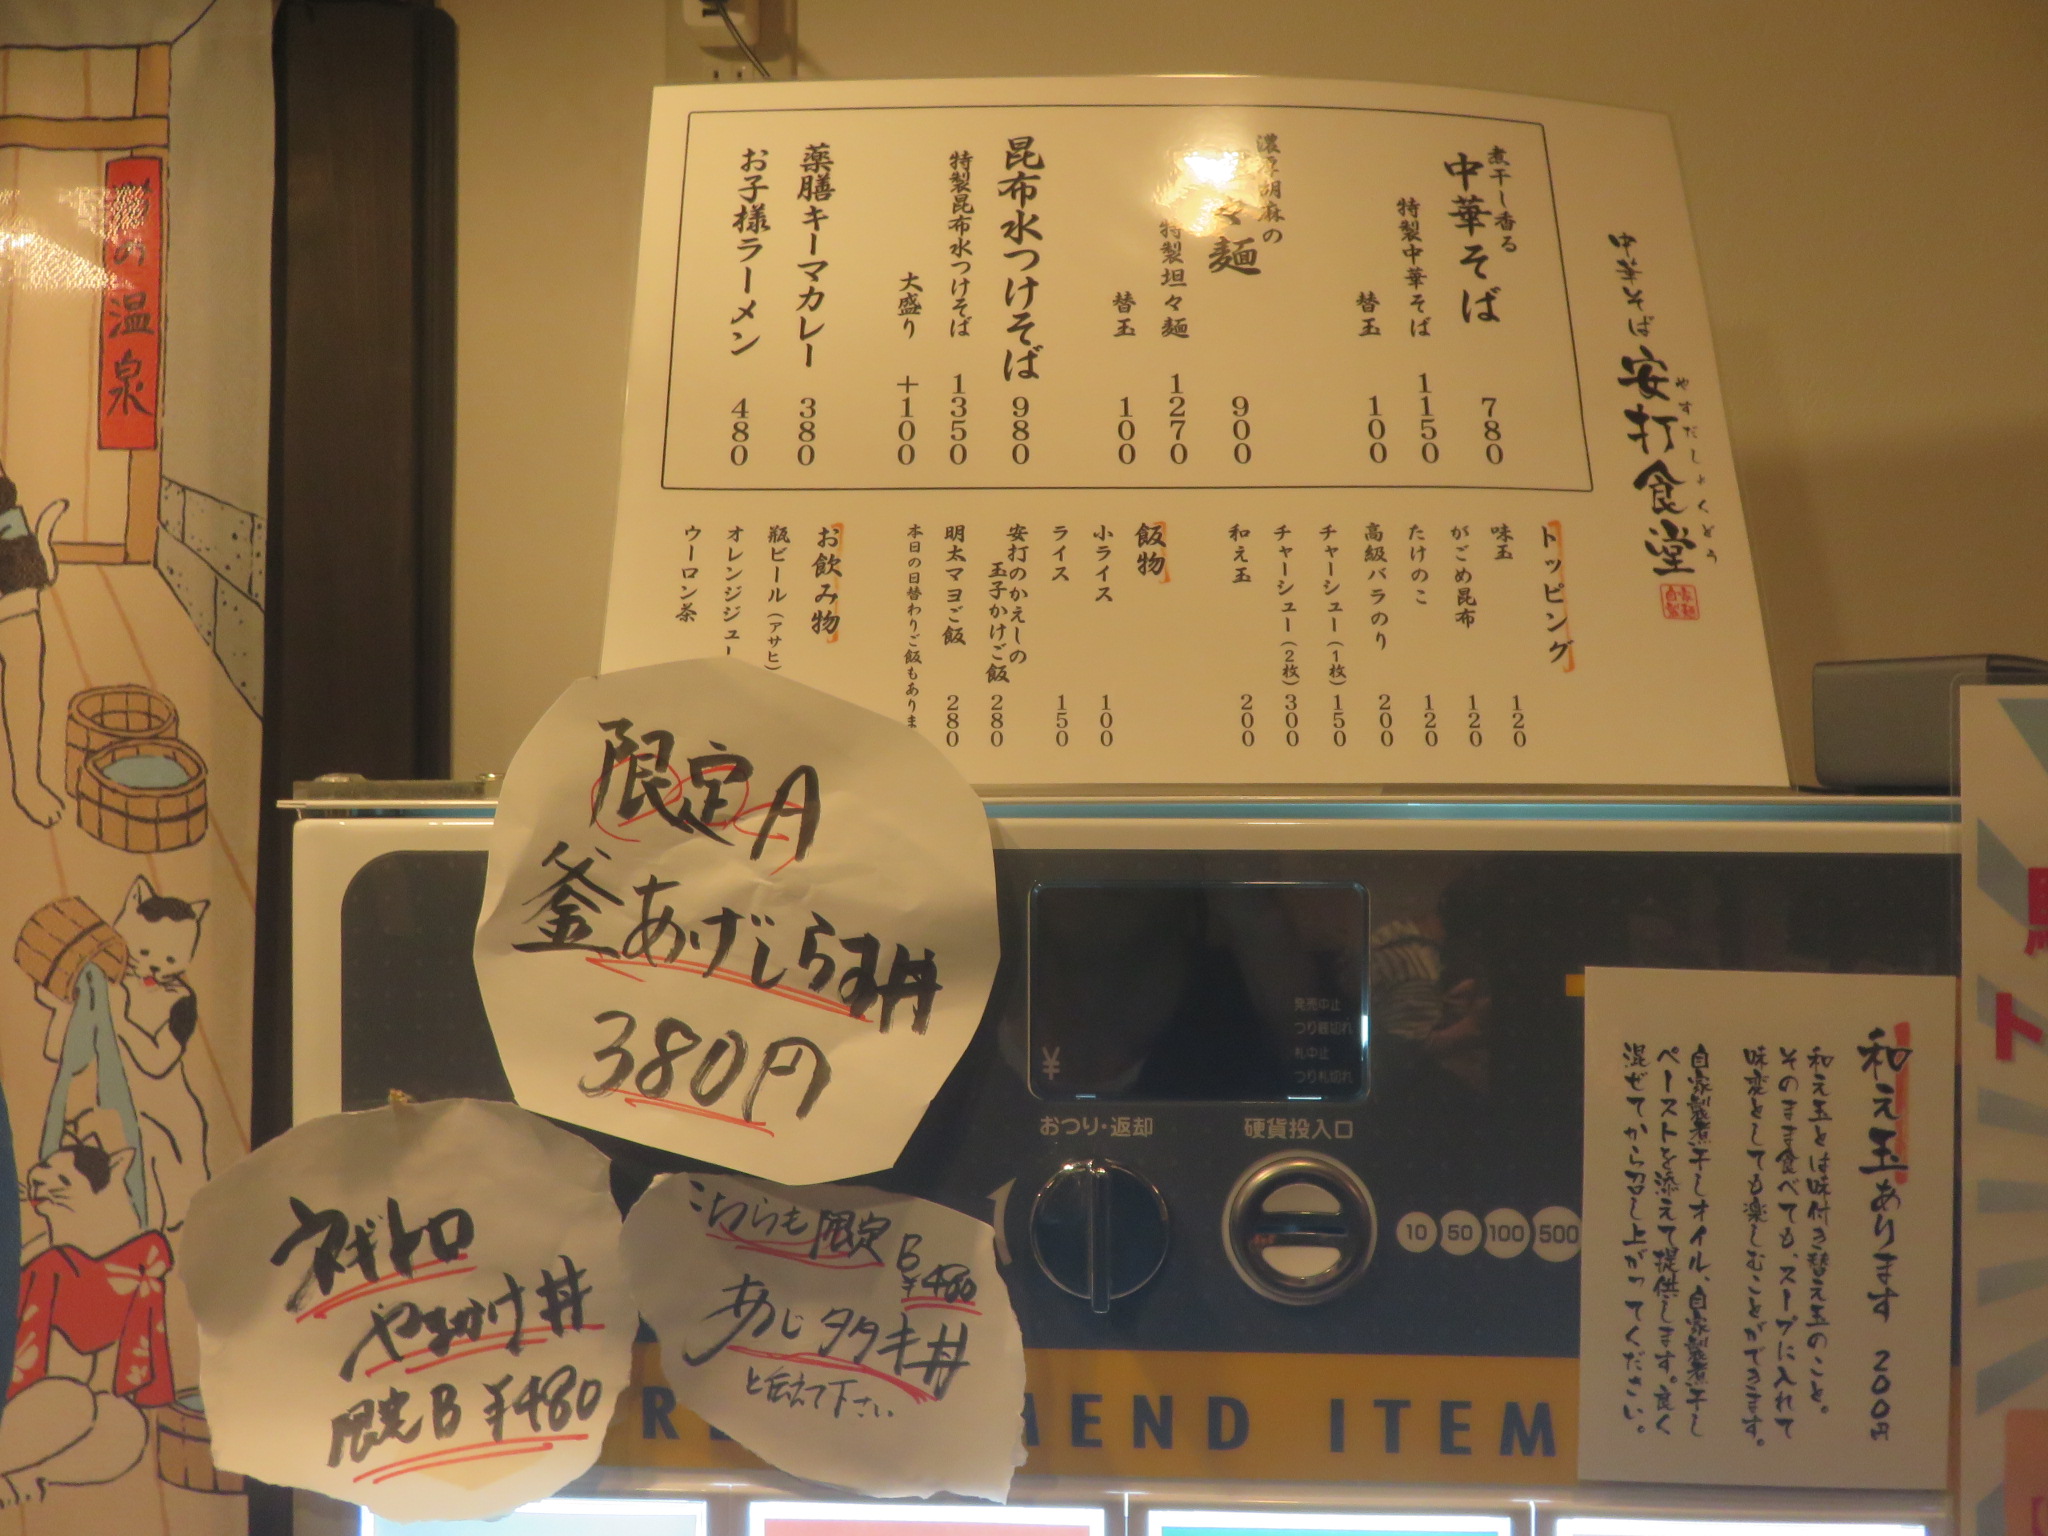 中華そば 安打食堂
やすだしょくどう
煮干し香る
中華そば 780
特製中華そば 1150
替玉 100
濃厚胡麻の
麺 900
特製坦々麺 1270
替玉 100
昆布水つけそば 980
特製昆布水つけそば 1350
大盛り +100
薬膳キーマカレー 380
お子様ラーメン 480
トッピング
味玉 120
がごめ昆布 120
たけのこ 120
高級バラのり 200
チャーシュー(1枚) 150
チャーシュー(2枚) 300
和え玉 200
飯物
小ライス 100
ライス 150
安打のかえしの
玉子かけご飯 280
明太マヨご飯 280
本日の日替わりご飯もありま
お飲み物
瓶ビール(アサヒ)
オレンジジュー
ウーロン茶
の温泉
限定A
釜あげしらす丼
380円
ネギトロ
やまかけ丼
限定B ¥480
こちらも限定
B
¥480
あじタタキ丼
と伝えて下さい
発売中止
つり銭切れ
札中止
つり札切れ
¥
おつり・返却
硬貨投入口
10 50 100 500
MEND ITEM
和え玉あります 200円
和え玉とは味付き替え玉のこと。
そのまま食べても、スープに入れて
味変としても楽しむことができます。
自家製煮干しオイル、自家製煮干し
ペーストを添えて提供します。良く
混ぜてからお召し上がってください。